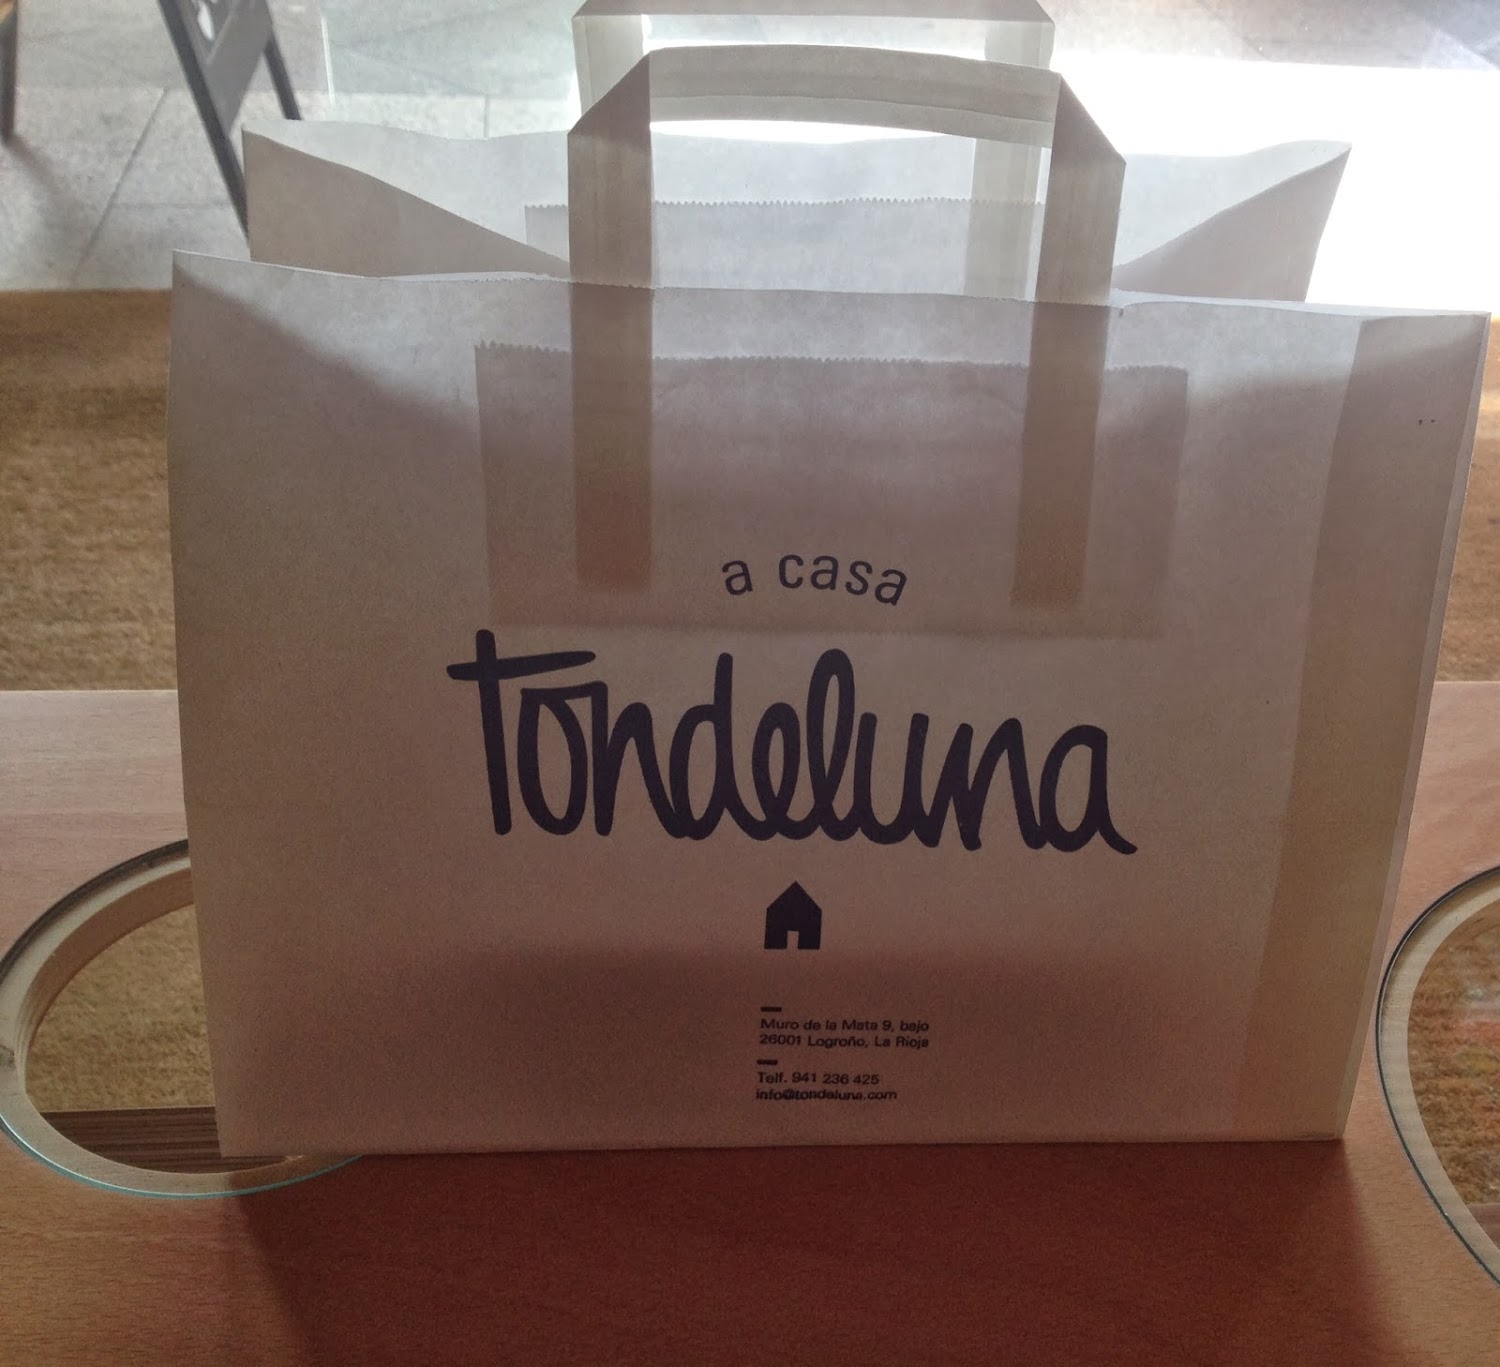 a casa
tondeluna
Muro de la Mata 9, bajo
26001 Logroño, La Rioja
Telf. 941 236 425
info@tondeluna.com